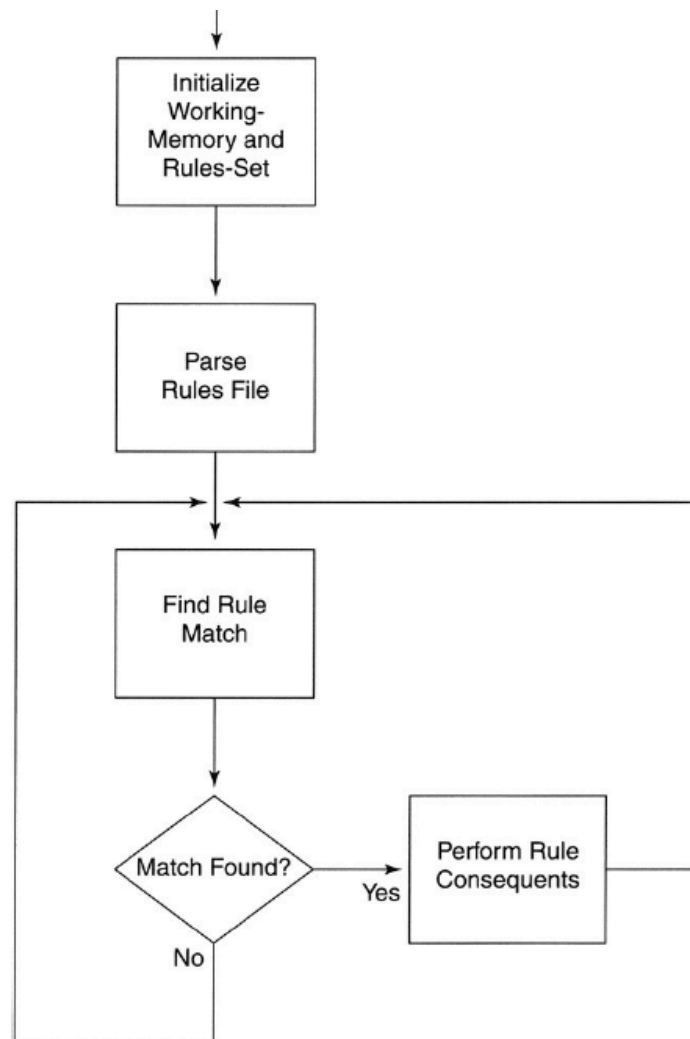 Initialize
Working-
Memory and
Rules-Set
Parse
Rules File
Find Rule
Match
Match Found?
Yes
Perform Rule
Consequents
No